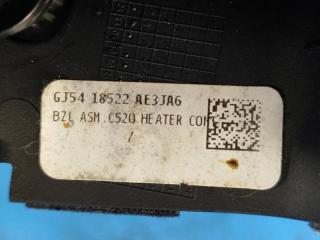 GJ54 18522 AE3JA6
BZL ASM.C520 HEATER CON